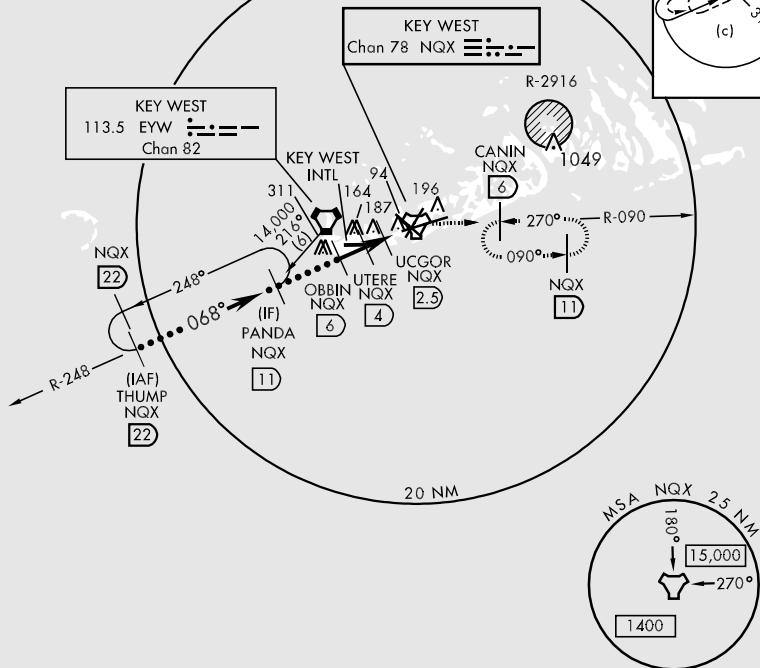 KEY WEST
Chan 78 NQX
(c)
R-2916
KEY WEST
113.5 EYW
Chan 82
1049
CANIN
NQX
6
KEY WEST
INTL
94
196
311
164
187
14,000
216°
(6)
270°
R-090
090°
NQX
22
248°
068°
OBBIN
NQX
6
UTERE
NQX
4
UCGOR
NQX
2.5
NQX
11
(IF)
PANDA
NQX
11
R-248
(IAF)
THUMP
NQX
22
20 NM
MSA NQX 25 NM
180°
15,000
270°
1400